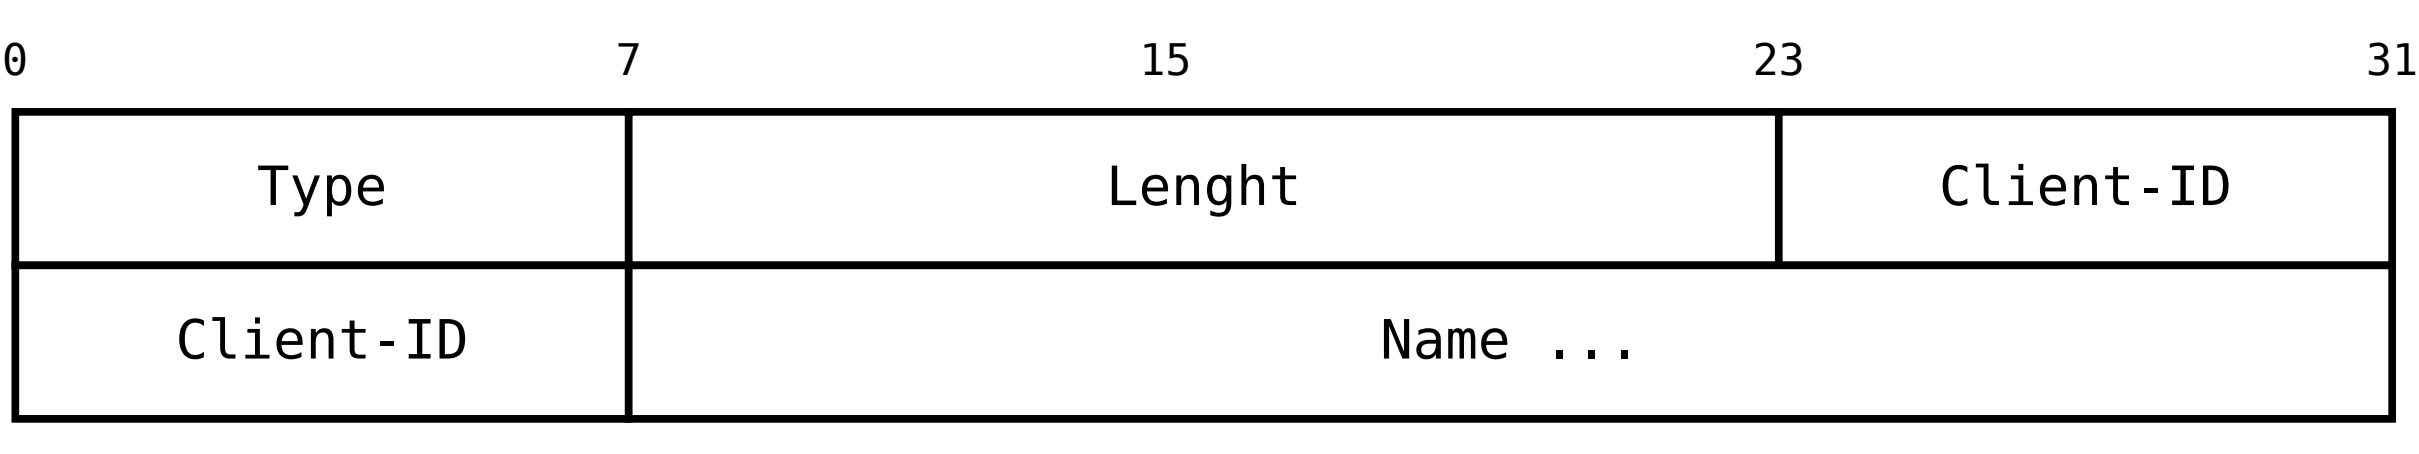 0 7 15 23 31
Type Lenght Client-ID
Client-ID Name ...